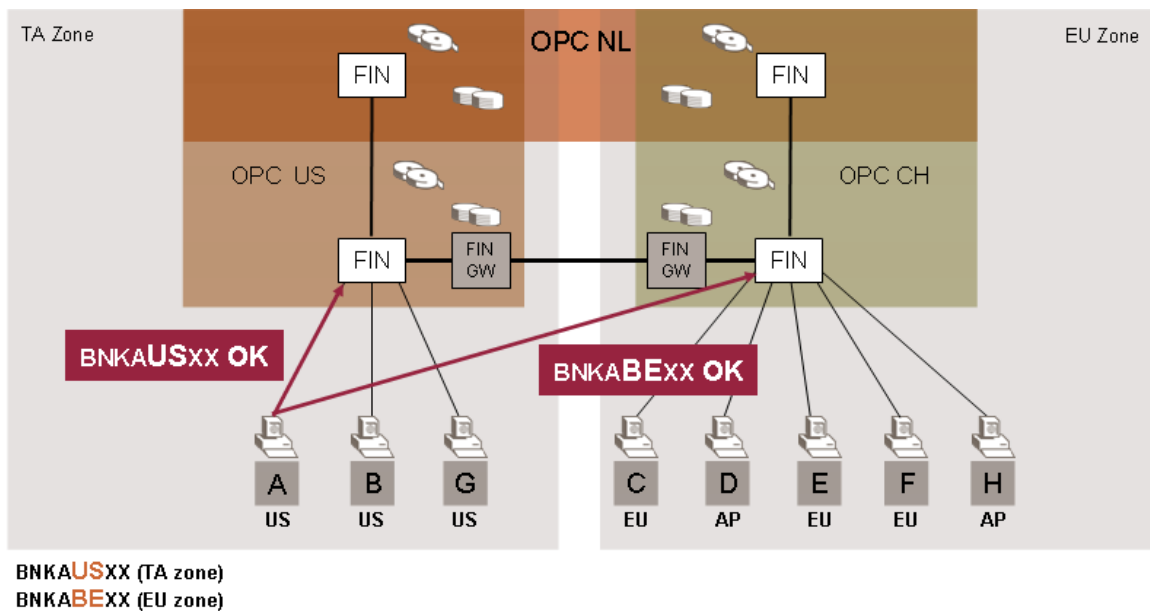 TA Zone
OPC NL
EU Zone
FIN
FIN
OPC US
OPC CH
FIN
FIN
GW
FIN
GW
FIN
BNKAUSXX OK
BNKABEXX OK
A
B
G
C
D
E
F
H
US
US
US
EU
AP
EU
EU
AP
BNKAUSXX (TA zone)
BNKABEXX (EU zone)